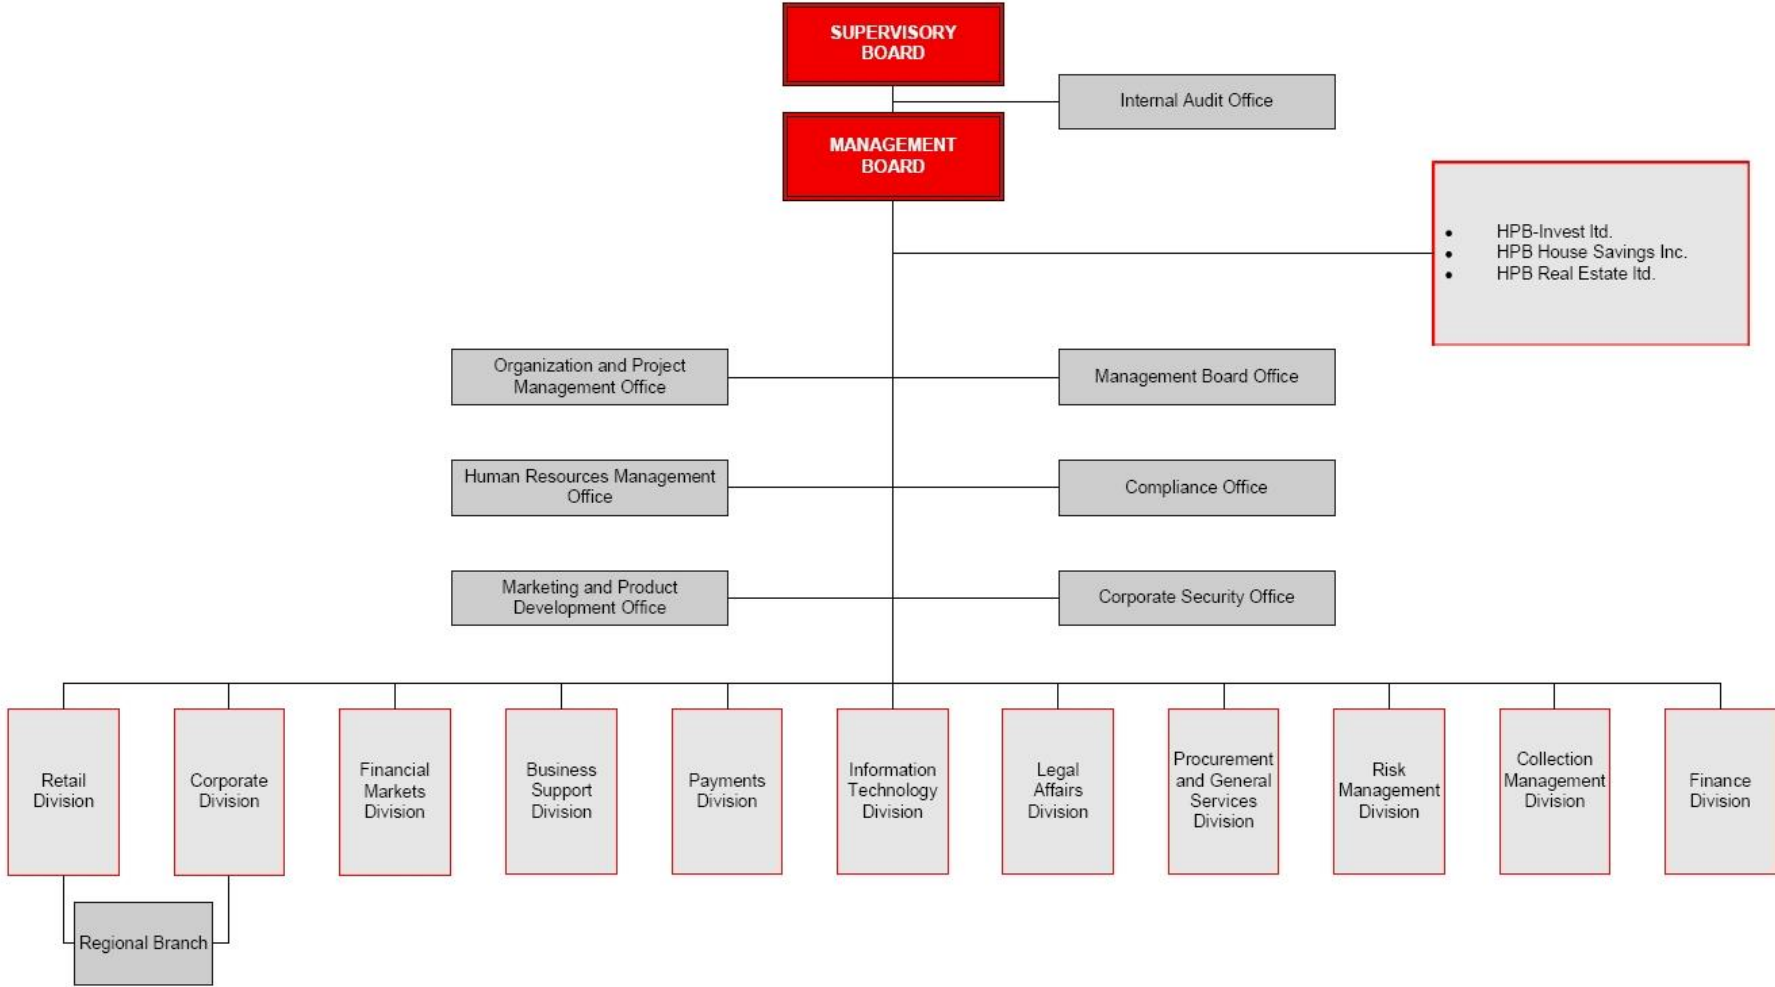 SUPERVISORY
BOARD
Internal Audit Office
MANAGEMENT
BOARD
• HPB-Invest ltd.
• HPB House Savings Inc.
• HPB Real Estate ltd.
Organization and Project
Management Office
Management Board Office
Human Resources Management
Office
Compliance Office
Marketing and Product
Development Office
Corporate Security Office
Retail
Division
Corporate
Division
Financial
Markets
Division
Business
Support
Division
Payments
Division
Information
Technology
Division
Legal
Affairs
Division
Procurement
and General
Services
Division
Risk
Management
Division
Collection
Management
Division
Finance
Division
Regional Branch